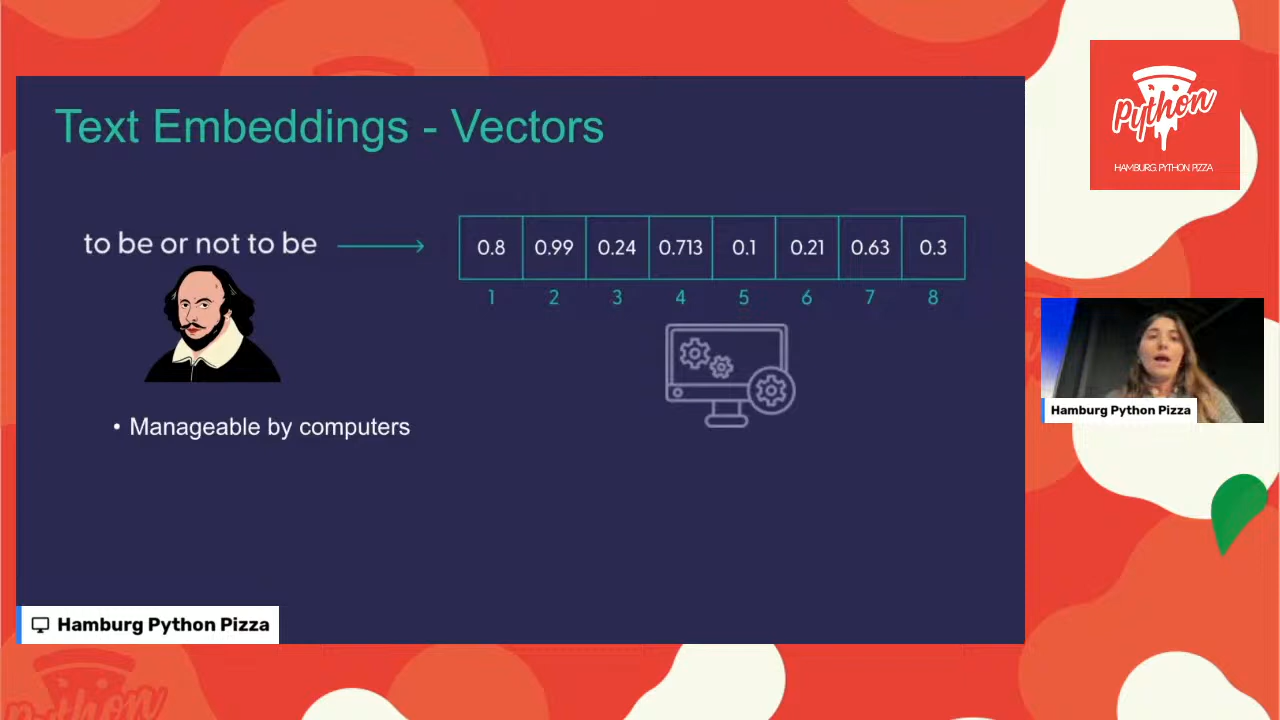 Text Embeddings - Vectors
to be or not to be
0.8 0.99 0.24 0.713 0.1 0.21 0.63 0.3
1 2 3 4 5 6 7 8
• Manageable by computers
Hamburg Python Pizza
Python
HAMBURG.PYTHON.PIZZA
Hamburg Python Pizza